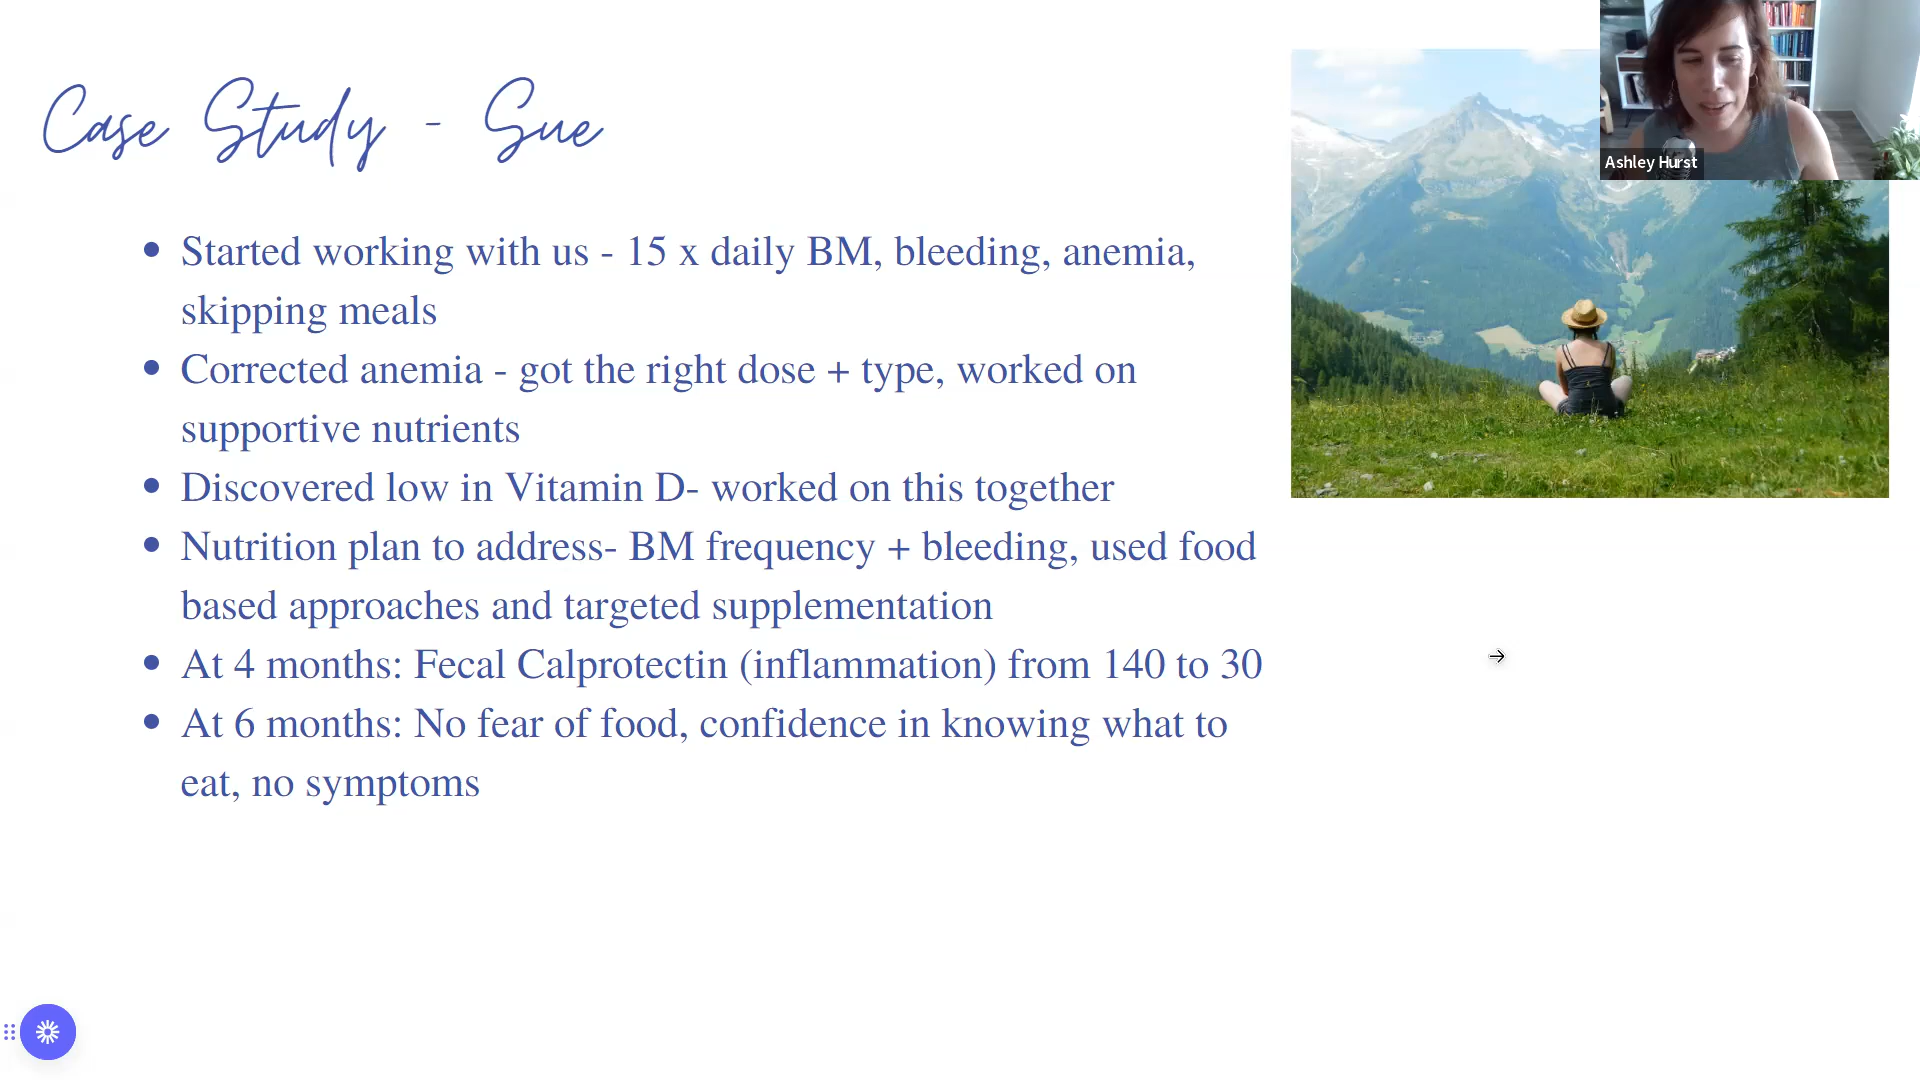 Case Study - Sue
Ashley Hurst
• Started working with us - 15 x daily BM, bleeding, anemia,
skipping meals
• Corrected anemia - got the right dose + type, worked on
supportive nutrients
• Discovered low in Vitamin D- worked on this together
• Nutrition plan to address- BM frequency + bleeding, used food
based approaches and targeted supplementation
• At 4 months: Fecal Calprotectin (inflammation) from 140 to 30
• At 6 months: No fear of food, confidence in knowing what to
eat, no symptoms